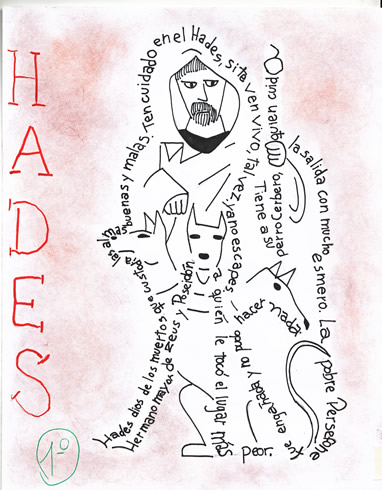 HADES
Hades dios de los muertos que custodia las almas buenas y malas. Ten cuidado en el Hades, si te ven vivo, tal vez ya no escapes
Hermano mayor de Zeus y Poseidón
a quien le tocó el lugar más peor.
Tiene a su perro Cerbero, quien cuida
la salida con mucho esmero. La pobre Persefone fue engañada y no pudo hacer nada.
1º